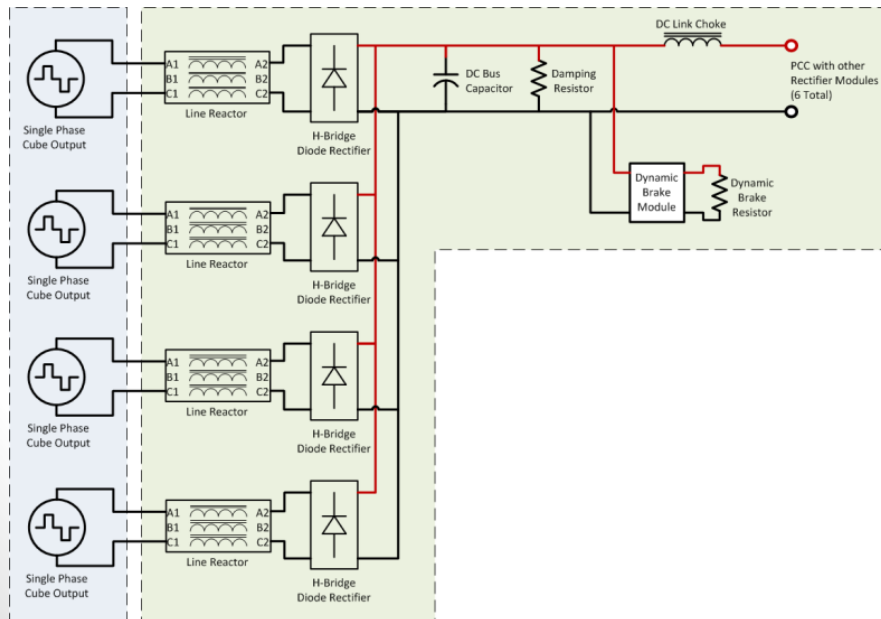 DC Link Choke
PCC with other
Rectifier Modules
(6 Total)
DC Bus
Capacitor
Damping
Resistor
Dynamic
Brake
Module
Dynamic
Brake
Resistor
A1
B1
C1
A2
B2
C2
Line Reactor
Single Phase
Cube Output
H-Bridge
Diode Rectifier
A1
B1
C1
A2
B2
C2
Line Reactor
Single Phase
Cube Output
H-Bridge
Diode Rectifier
A1
B1
C1
A2
B2
C2
Line Reactor
Single Phase
Cube Output
H-Bridge
Diode Rectifier
A1
B1
C1
A2
B2
C2
Line Reactor
Single Phase
Cube Output
H-Bridge
Diode Rectifier